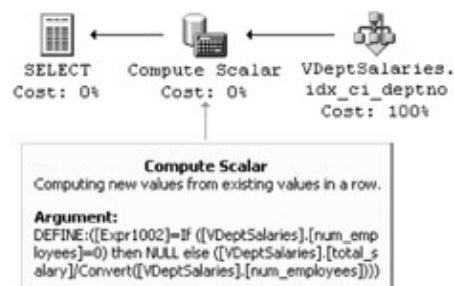 SELECT
Cost: 0%
Compute Scalar
Cost: 0%
VDeptSalaries.
idx_ci_deptno
Cost: 100%
Compute Scalar
Computing new values from existing values in a row.
Argument:
DEFINE:([Expr1002]=If ([VDeptSalaries].[num_emp
loyees]=0) then NULL else ([VDeptSalaries].[total_s
alary]/Convert([VDeptSalaries].[num_employees])))